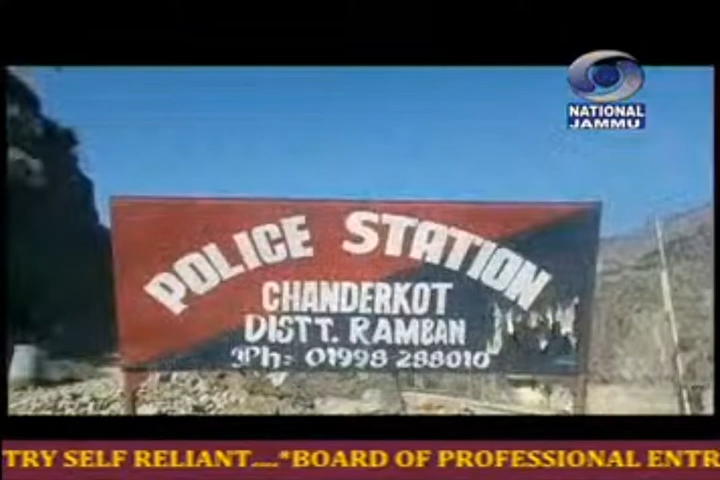 NATIONAL
JAMMU
POLICE STATION
CHANDERKOT
DISTT. RAMBAN
Ph: 01998 288010
TRY SELF RELIANT....*BOARD OF PROFESSIONAL ENTR